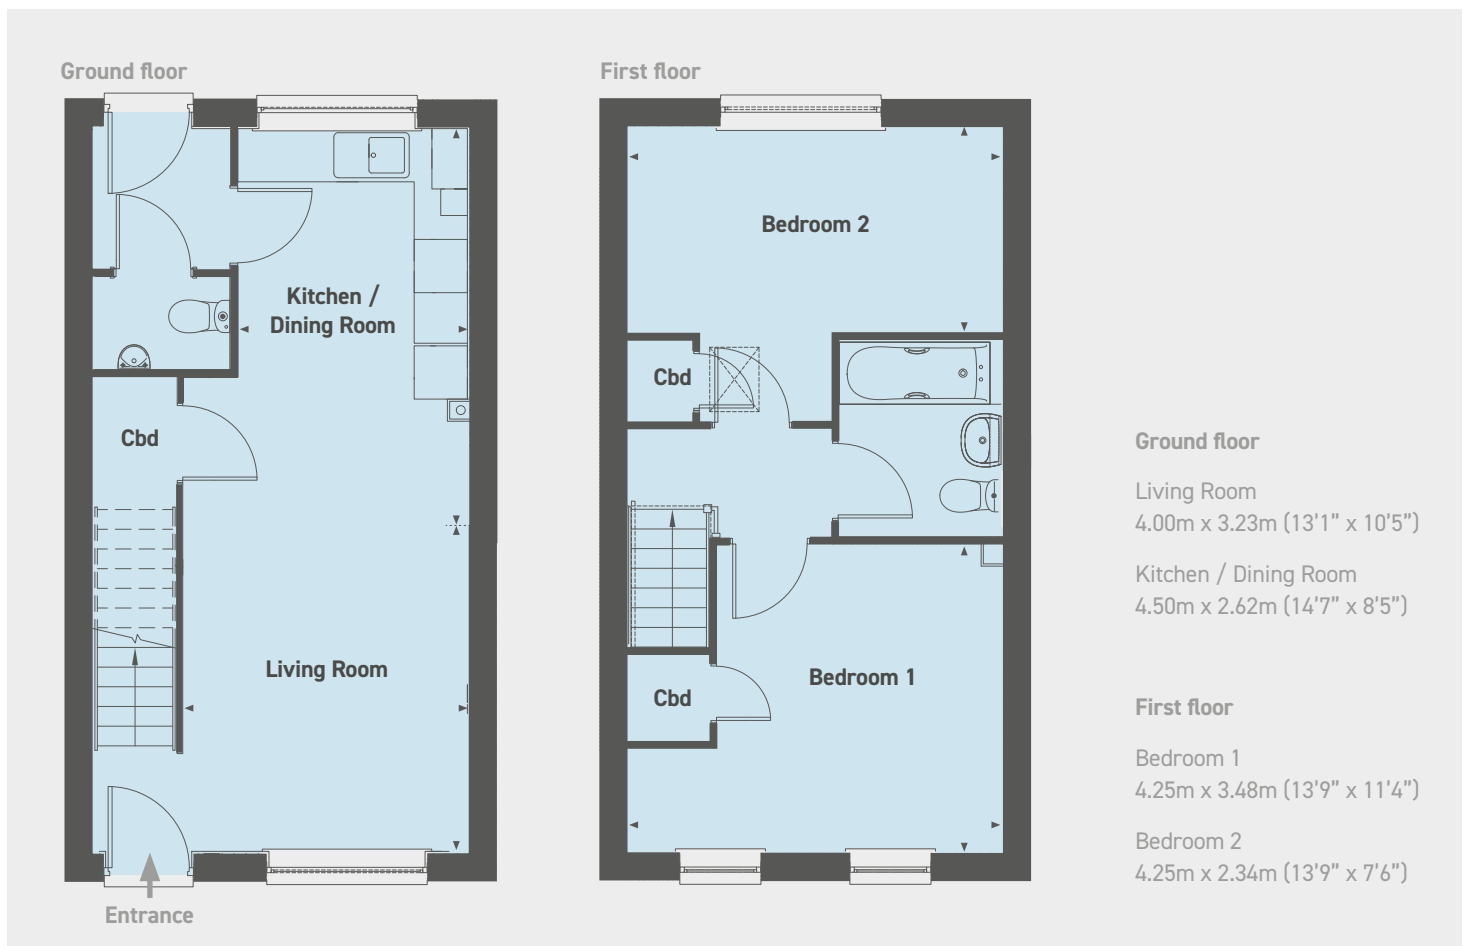 Ground floor
Kitchen /
Dining Room
Cbd
Living Room
Entrance
First floor
Bedroom 2
Cbd
Cbd
Bedroom 1
Ground floor
Living Room
4.00m x 3.23m (13’1” x 10’5”)
Kitchen / Dining Room
4.50m x 2.62m (14’7” x 8’5”)
First floor
Bedroom 1
4.25m x 3.48m (13’9” x 11’4”)
Bedroom 2
4.25m x 2.34m (13’9” x 7’6”)